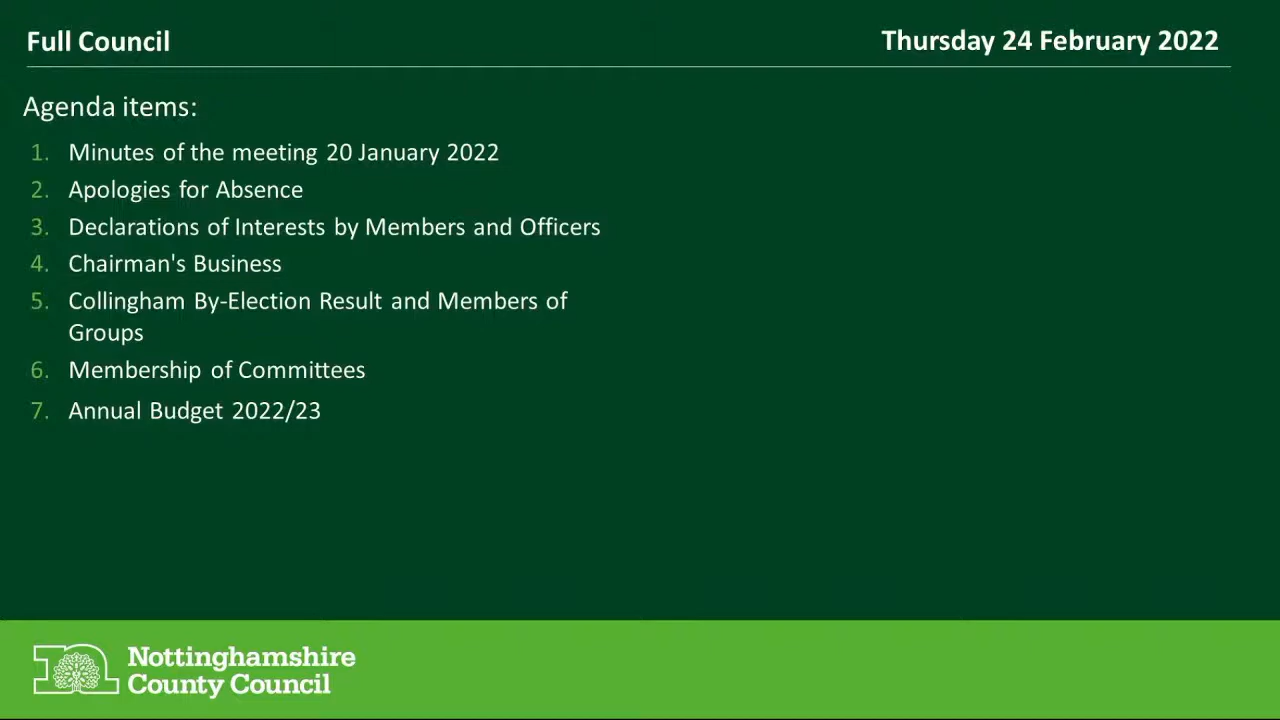 Full Council
Thursday 24 February 2022
Agenda items:
1. Minutes of the meeting 20 January 2022
2. Apologies for Absence
3. Declarations of Interests by Members and Officers
4. Chairman's Business
5. Collingham By-Election Result and Members of
Groups
6. Membership of Committees
7. Annual Budget 2022/23
Nottinghamshire
County Council